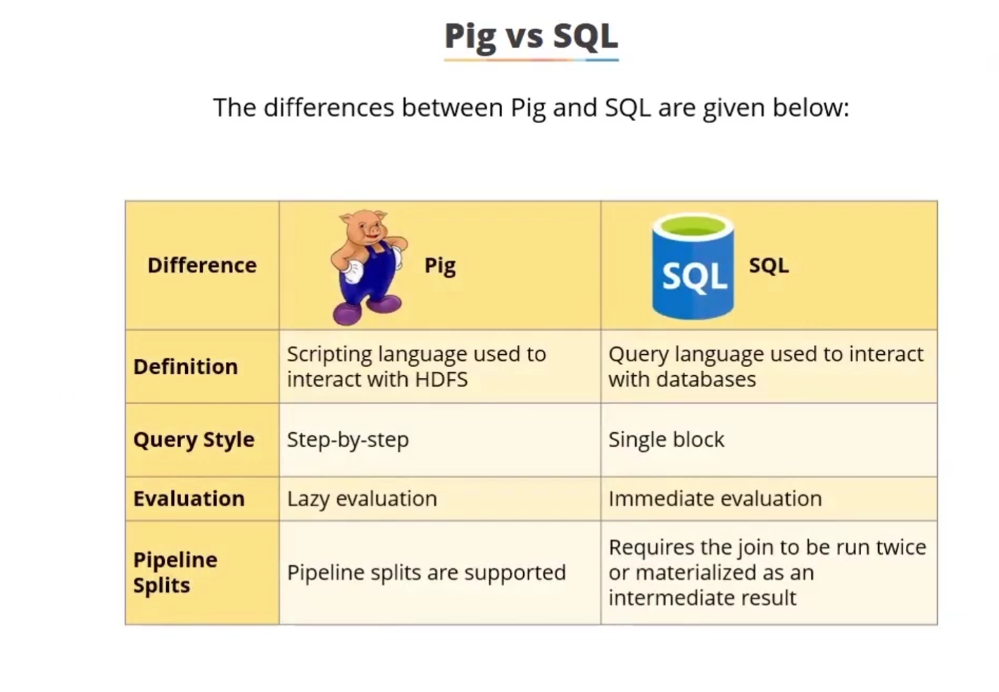 Pig vs SQL
The differences between Pig and SQL are given below:
Difference
Pig
SQL
SQL
Definition
Scripting language used to
interact with HDFS
Query language used to interact
with databases
Query Style
Step-by-step
Single block
Evaluation
Lazy evaluation
Immediate evaluation
Pipeline
Splits
Pipeline splits are supported
Requires the join to be run twice
or materialized as an
intermediate result